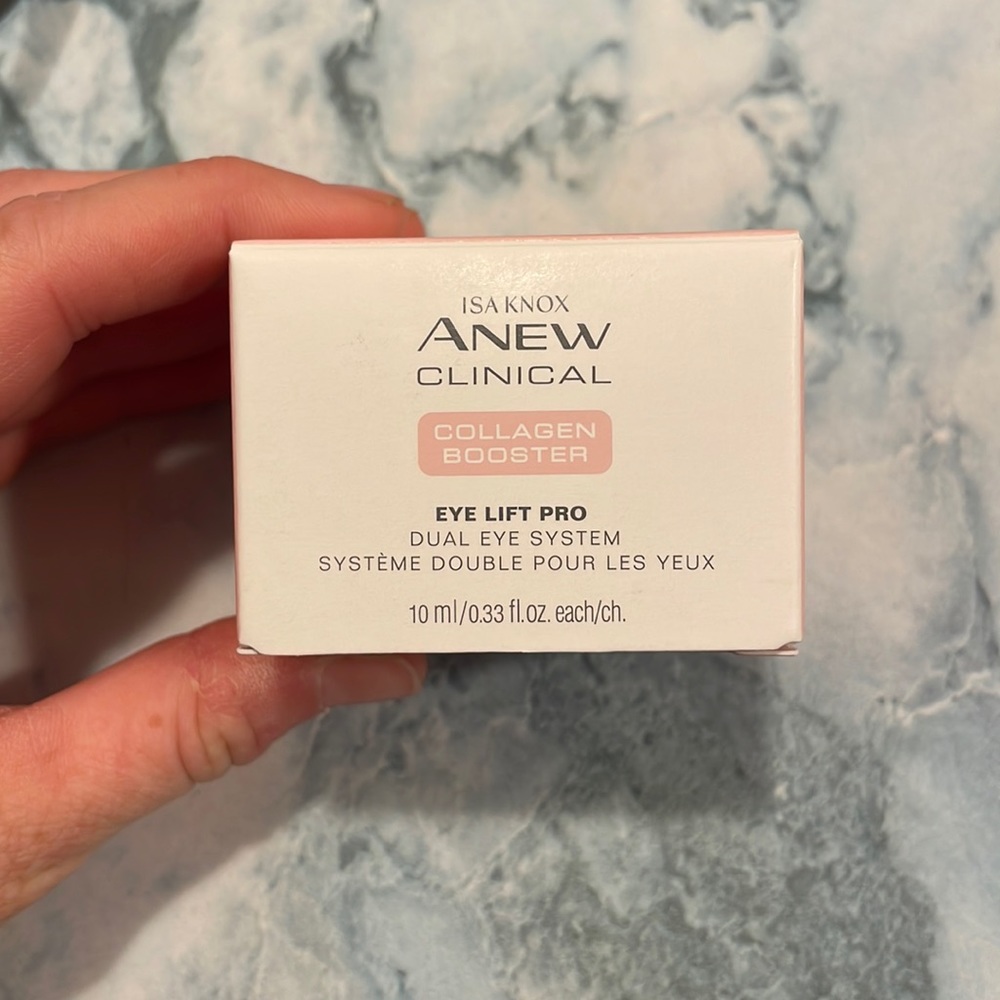 ISA KNOX
ANEW
CLINICAL
COLLAGEN
BOOSTER
EYE LIFT PRO
DUAL EYE SYSTEM
SYSTÈME DOUBLE POUR LES YEUX
10 ml/0.33 fl.oz. each/ch.